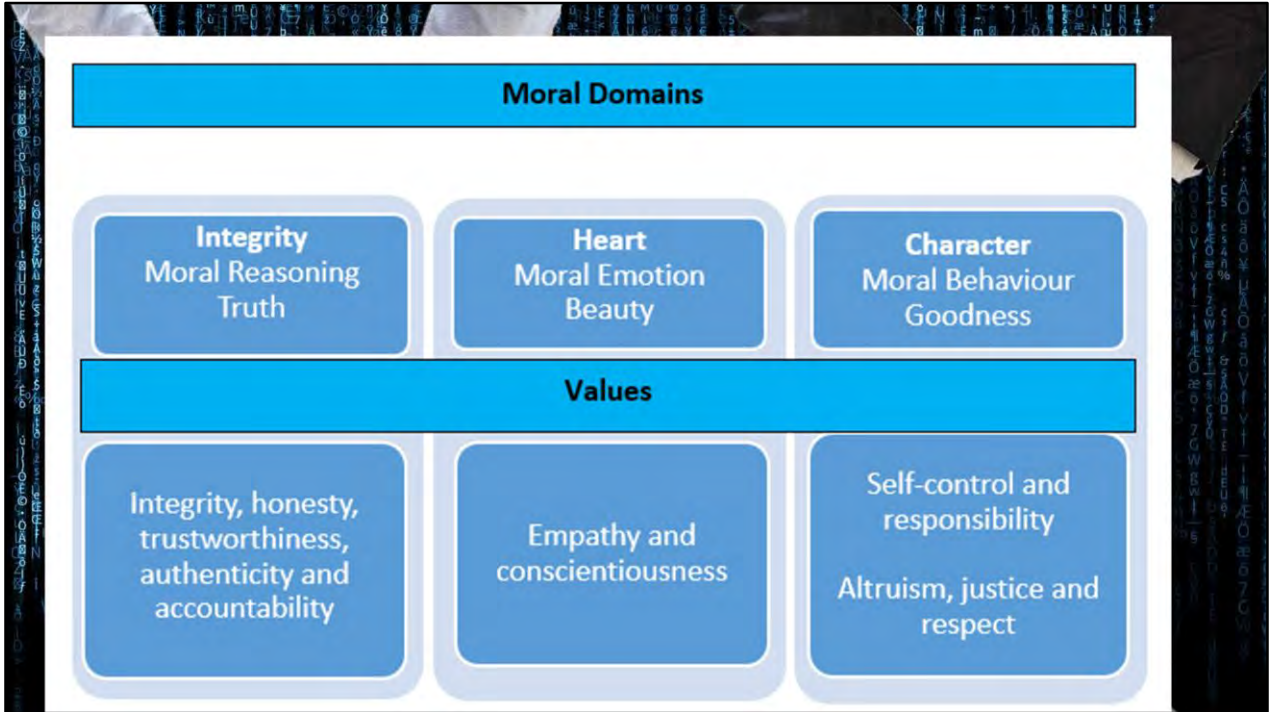 Moral Domains
Integrity
Moral Reasoning
Truth
Heart
Moral Emotion
Beauty
Character
Moral Behaviour
Goodness
Values
Integrity, honesty,
trustworthiness,
authenticity and
accountability
Empathy and
conscientiousness
Self-control and
responsibility
Altruism, justice and
respect